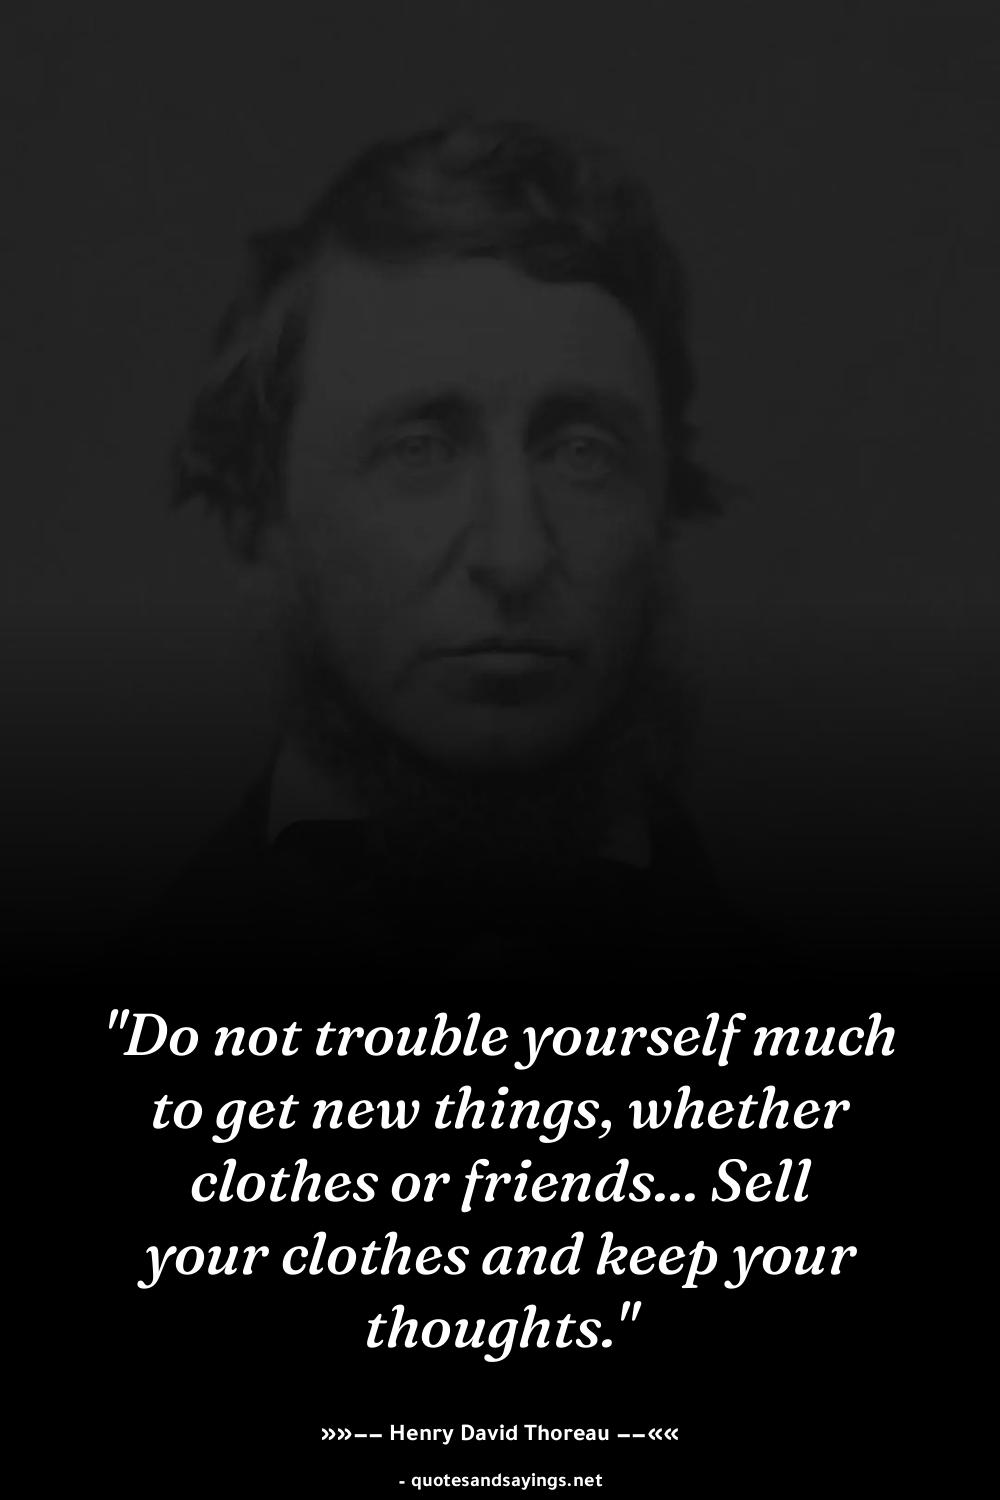 "Do not trouble yourself much
to get new things, whether
clothes or friends... Sell
your clothes and keep your
thoughts."
»»−− Henry David Thoreau −−««
- quotesandsayings.net